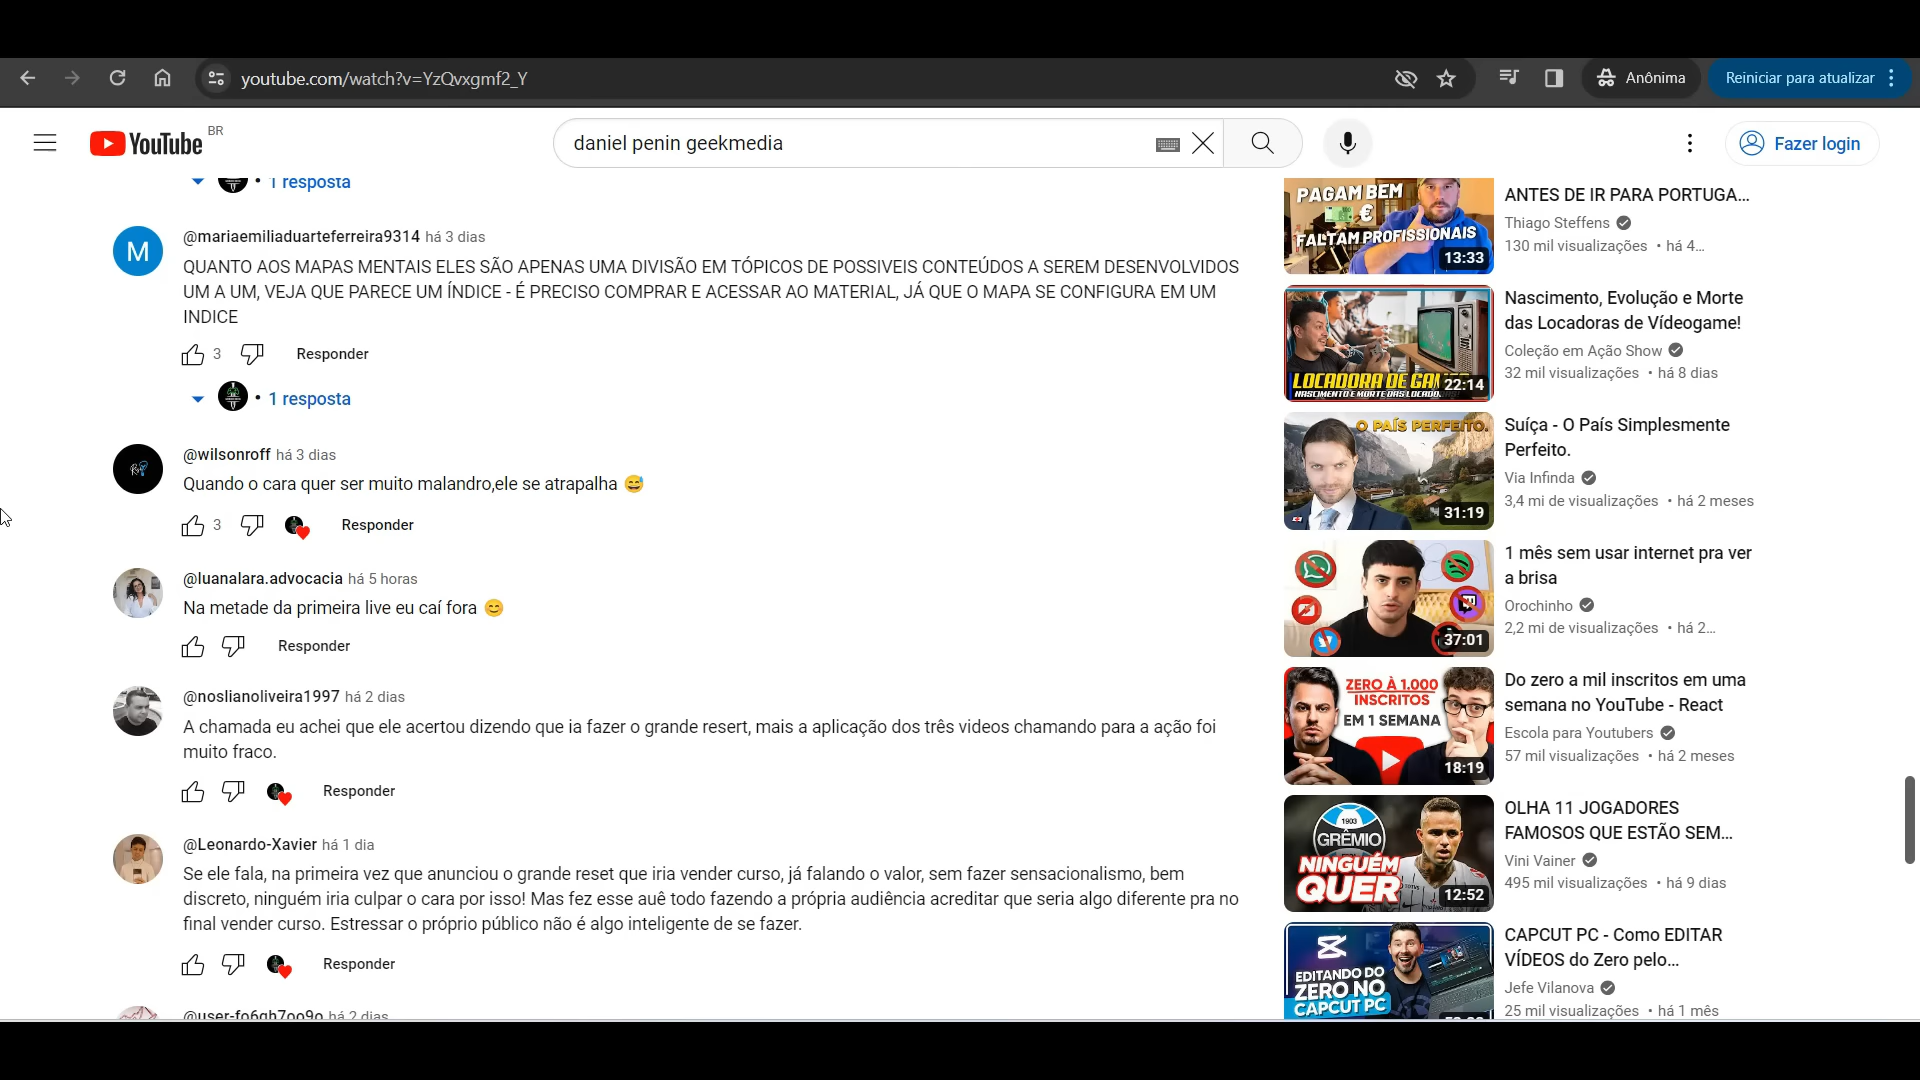 youtube.com/watch?v=YzQvxgmf2_Y
Anônima
Reiniciar para atualizar
YouTube
BR
daniel penin geekmedia
Fazer login
• 1 resposta
@mariaemiliaduarteferreira9314 há 3 dias
QUANTO AOS MAPAS MENTAIS ELES SÃO APENAS UMA DIVISÃO EM TÓPICOS DE POSSIVEIS CONTEÚDOS A SEREM DESENVOLVIDOS
UM A UM, VEJA QUE PARECE UM ÍNDICE - É PRECISO COMPRAR E ACESSAR AO MATERIAL, JÁ QUE O MAPA SE CONFIGURA EM UM
INDICE
3
Responder
• 1 resposta
@wilsonroff há 3 dias
Quando o cara quer ser muito malandro,ele se atrapalha 😅
3
Responder
@luanalara.advocacia há 5 horas
Na metade da primeira live eu caí fora 😊
Responder
@noslianoliveira1997 há 2 dias
A chamada eu achei que ele acertou dizendo que ia fazer o grande resert, mais a aplicação dos três videos chamando para a ação foi
muito fraco.
Responder
@Leonardo-Xavier há 1 dia
Se ele fala, na primeira vez que anunciou o grande reset que iria vender curso, já falando o valor, sem fazer sensacionalismo, bem
discreto, ninguém iria culpar o cara por isso! Mas fez esse auê todo fazendo a própria audiência acreditar que seria algo diferente pra no
final vender curso. Estressar o próprio público não é algo inteligente de se fazer.
Responder
há 2 dias
PAGAM BEM
€
FALTAM PROFISSIONAIS
13:33
ANTES DE IR PARA PORTUGA...
Thiago Steffens
130 mil visualizações • há 4...
LOCADORA DE
NASCIMENTO E MORTE DAS LOCADO
22:14
Nascimento, Evolução e Morte
das Locadoras de Vídeogame!
Coleção em Ação Show
32 mil visualizações • há 8 dias
O PAÍS PERFEITO.
31:19
Suíça - O País Simplesmente
Perfeito.
Via Infinda
3,4 mi de visualizações • há 2 meses
37:01
1 mês sem usar internet pra ver
a brisa
Orochinho
2,2 mi de visualizações • há 2...
ZERO À 1.000
INSCRITOS
EM 1 SEMANA
18:19
Do zero a mil inscritos em uma
semana no YouTube - React
Escola para Youtubers
57 mil visualizações • há 2 meses
1903
GRÊMIO
NINGUÉM
QUER
12:52
OLHA 11 JOGADORES
FAMOSOS QUE ESTÃO SEM...
Vini Vainer
495 mil visualizações • há 9 dias
EDITANDO DO
ZERO NO
CAPCUT PC
CAPCUT PC - Como EDITAR
VÍDEOS do Zero pelo...
Jefe Vilanova
25 mil visualizações • há 1 mês